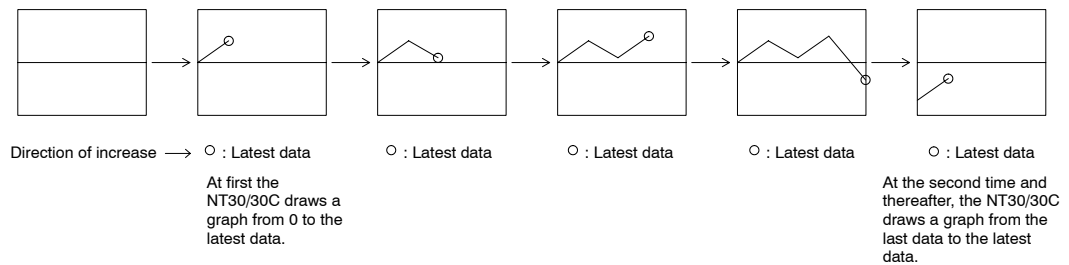 Direction of increase
: Latest data
: Latest data
: Latest data
: Latest data
: Latest data
At first the
NT30/30C draws a
graph from 0 to the
latest data.
At the second time and
thereafter, the NT30/30C
draws a graph from the
last data to the latest
data.